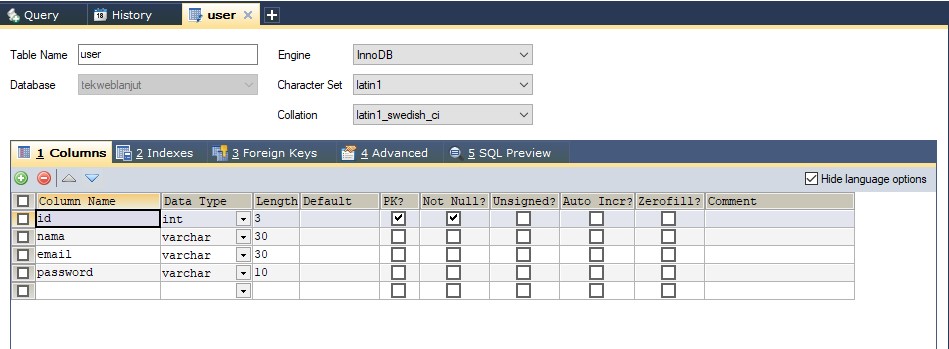 Query 18 History user
Table Name user Engine InnoDB
Database tekweblanjut Character Set latin1
Collation latin1_swedish_ci
1 Columns 2 Indexes 3 Foreign Keys 4 Advanced 5 SQL Preview
Hide language options
Column Name Data Type Length Default PK? Not Null? Unsigned? Auto Incr? Zerofill? Comment
id int 3
nama varchar 30
email varchar 30
password varchar 10